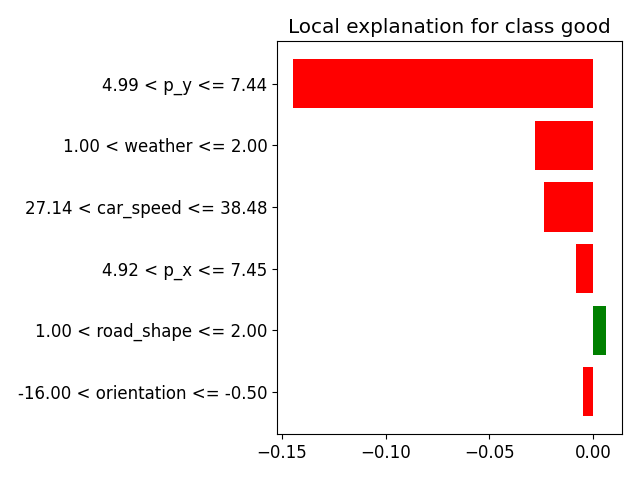 Local explanation for class good
4.99 < p_y <= 7.44
1.00 < weather <= 2.00
27.14 < car_speed <= 38.48
4.92 < p_x <= 7.45
1.00 < road_shape <= 2.00
-16.00 < orientation <= -0.50
−0.15 −0.10 −0.05 0.00